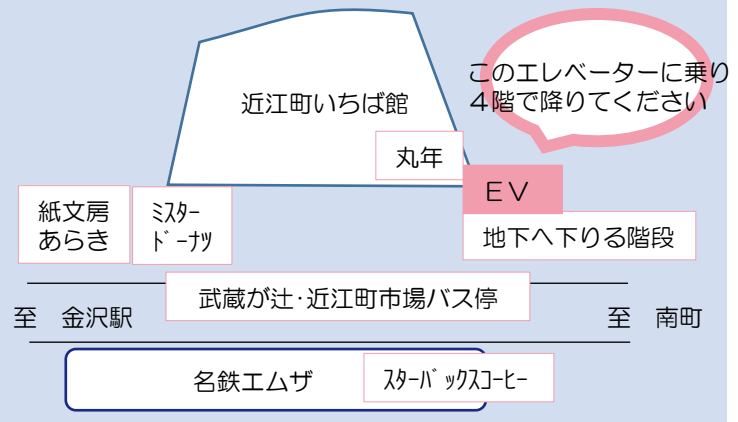 このエレベーターに乗り
4階で降りてください
近江町いちば館
丸年
EV
紙文房
あらき
ミスター
ドーナツ
地下へ下りる階段
武蔵が辻・近江町市場バス停
至 金沢駅
至 南町
名鉄エムザ
スターバックスコーヒー